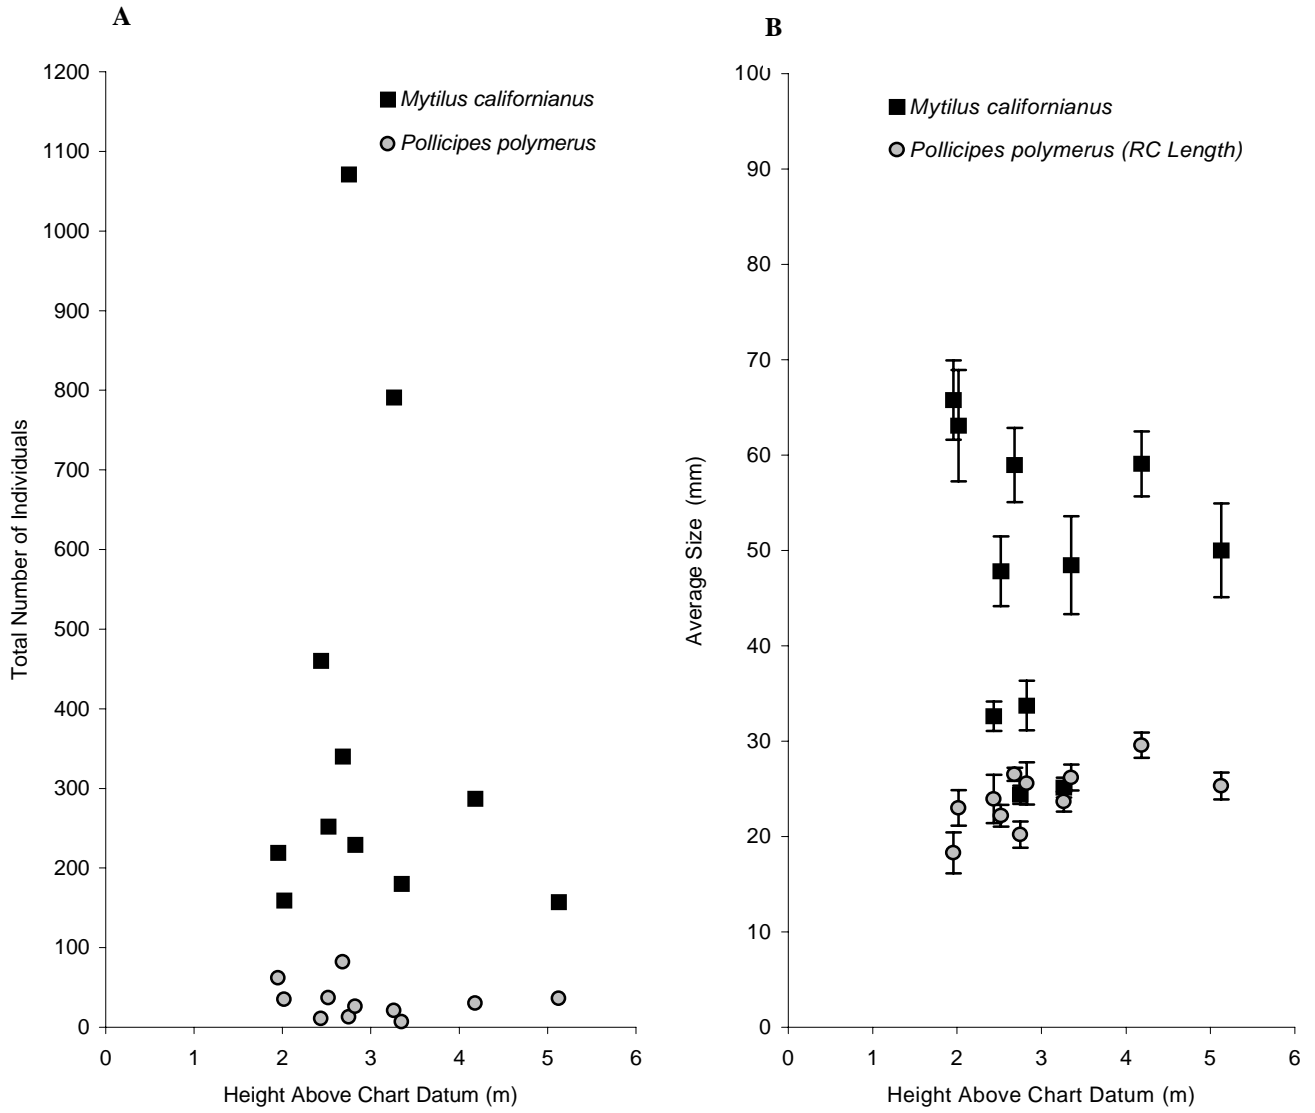 A
1200
1100
1000
900
800
700
600
500
400
300
200
100
0
0 1 2 3 4 5 6
Total Number of Individuals
Height Above Chart Datum (m)
Mytilus californianus
Pollicipes polymerus
B
100
90
80
70
60
50
40
30
20
10
0
0 1 2 3 4 5 6
Average Size (mm)
Height Above Chart Datum (m)
Mytilus californianus
Pollicipes polymerus (RC Length)